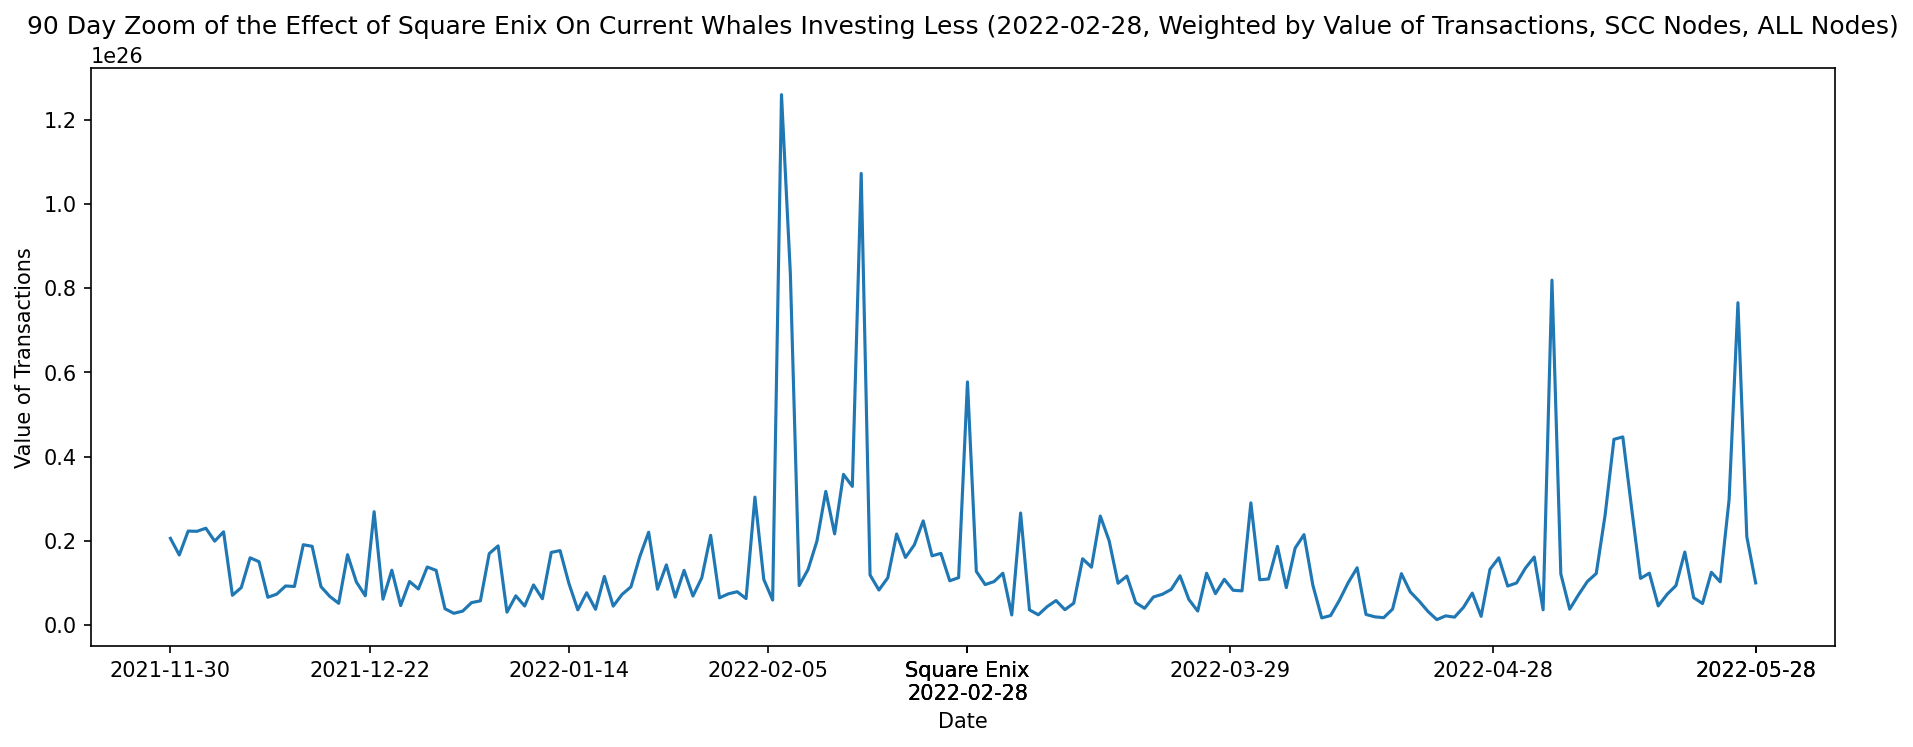 90 Day Zoom of the Effect of Square Enix On Current Whales Investing Less (2022-02-28, Weighted by Value of Transactions, SCC Nodes, ALL Nodes)
1e26
1.2
1.0
0.8
0.6
0.4
0.2
0.0
Value of Transactions
2021-11-30 2021-12-22 2022-01-14 2022-02-05 Square Enix 2022-03-29 2022-04-28 2022-05-28
2022-02-28
Date